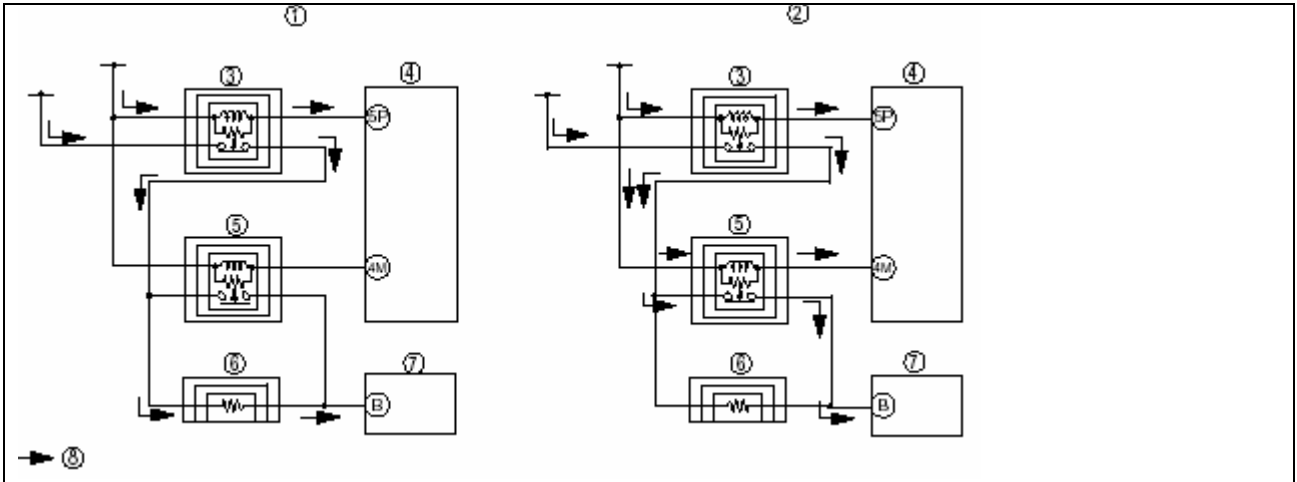 ① ②
③ ④ ③ ④
5P 5P
⑤ ⑤
4M 4M
⑥ ⑦ ⑥ ⑦
B B
⑧